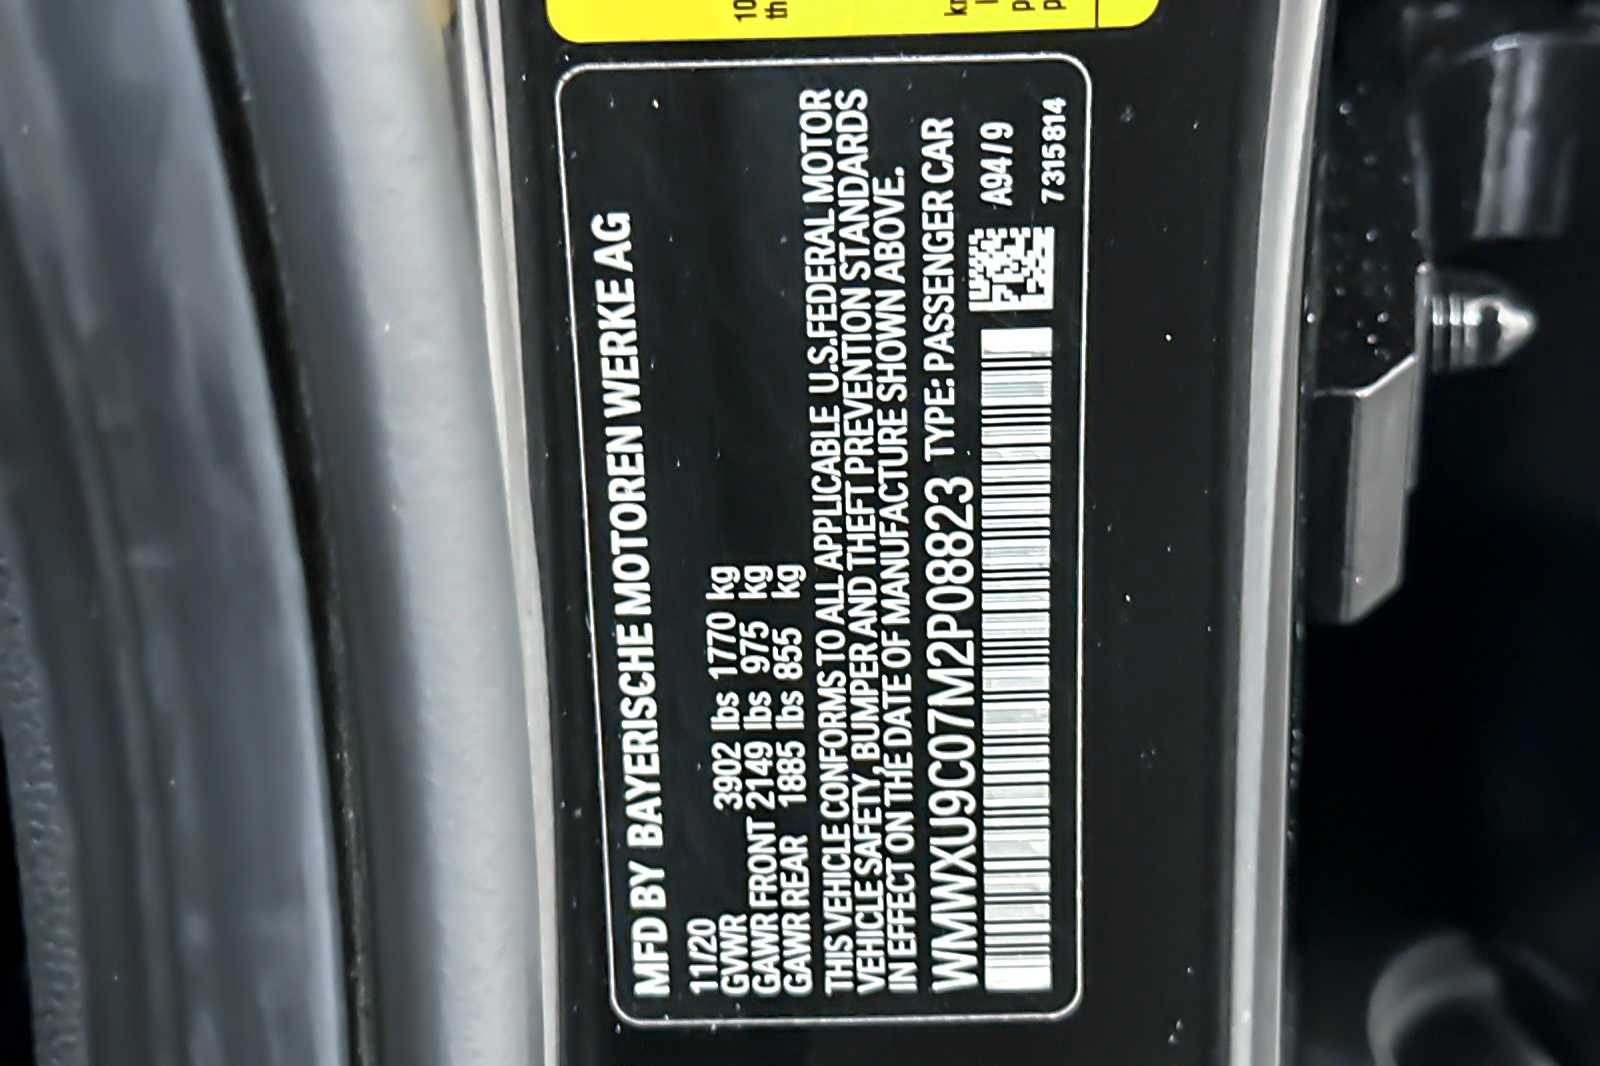 MFD BY BAYERISCHE MOTOREN WERKE AG
11/20
GVWR 3902 lbs 1770 kg
GAWR FRONT 2149 lbs 975 kg
GAWR REAR 1885 lbs 855 kg
THIS VEHICLE CONFORMS TO ALL APPLICABLE U.S. FEDERAL MOTOR
VEHICLE SAFETY, BUMPER AND THEFT PREVENTION STANDARDS
IN EFFECT ON THE DATE OF MANUFACTURE SHOWN ABOVE.
WMWXU9C07M2P08823 TYPE: PASSENGER CAR
A94/9
7315814